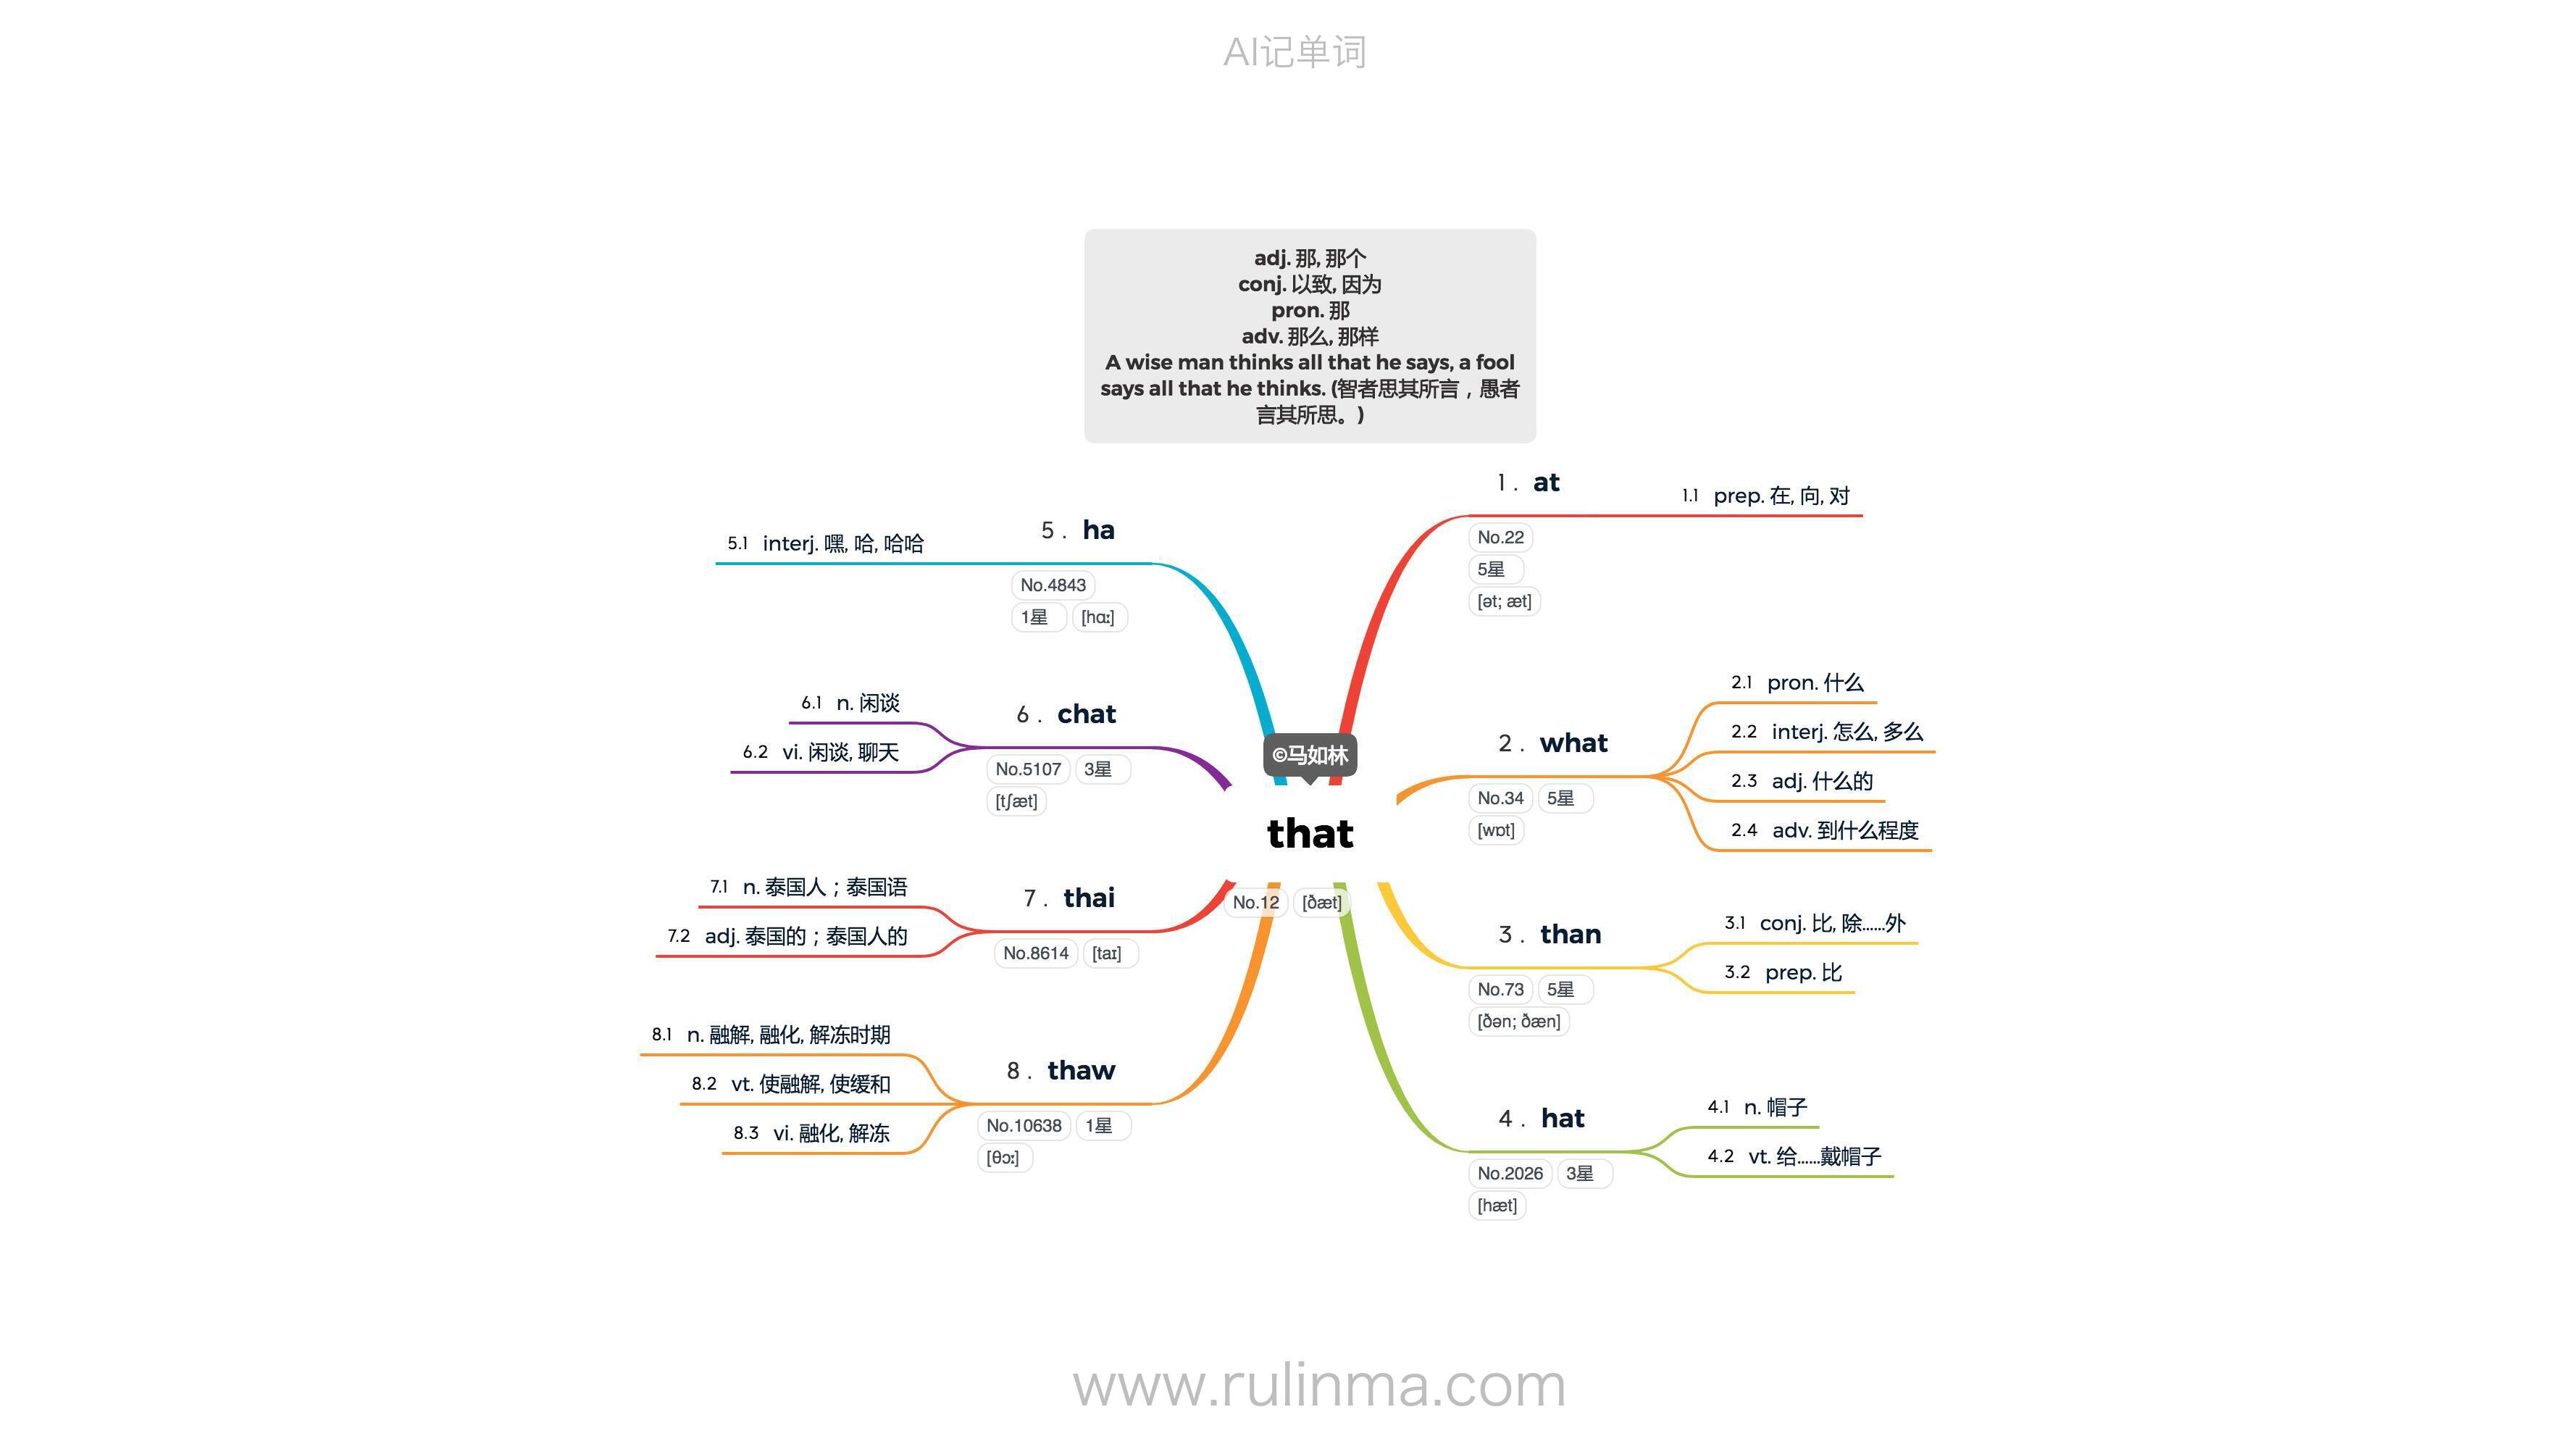 AI记单词
adj. 那, 那个
conj. 以致, 因为
pron. 那
adv. 那么, 那样
A wise man thinks all that he says, a fool
says all that he thinks. (智者思其所言，愚者
言其所思。)
©马如林
that
No.12 [ðæt]
1. at
No.22
5星
[ət; æt]
1.1 prep. 在, 向, 对
2. what
No.34 5星
[wɒt]
2.1 pron. 什么
2.2 interj. 怎么, 多么
2.3 adj. 什么的
2.4 adv. 到什么程度
3. than
No.73 5星
[ðən; ðæn]
3.1 conj. 比, 除……外
3.2 prep. 比
4. hat
No.2026 3星
[hæt]
4.1 n. 帽子
4.2 vt. 给……戴帽子
5. ha
No.4843
1星 [hɑː]
5.1 interj. 嘿, 哈, 哈哈
6. chat
No.5107 3星
[tʃæt]
6.1 n. 闲谈
6.2 vi. 闲谈, 聊天
7. thai
No.8614 [taɪ]
7.1 n. 泰国人；泰国语
7.2 adj. 泰国的；泰国人的
8. thaw
No.10638 1星
[θɔː]
8.1 n. 融解, 融化, 解冻时期
8.2 vt. 使融解, 使缓和
8.3 vi. 融化, 解冻
www.rulinma.com